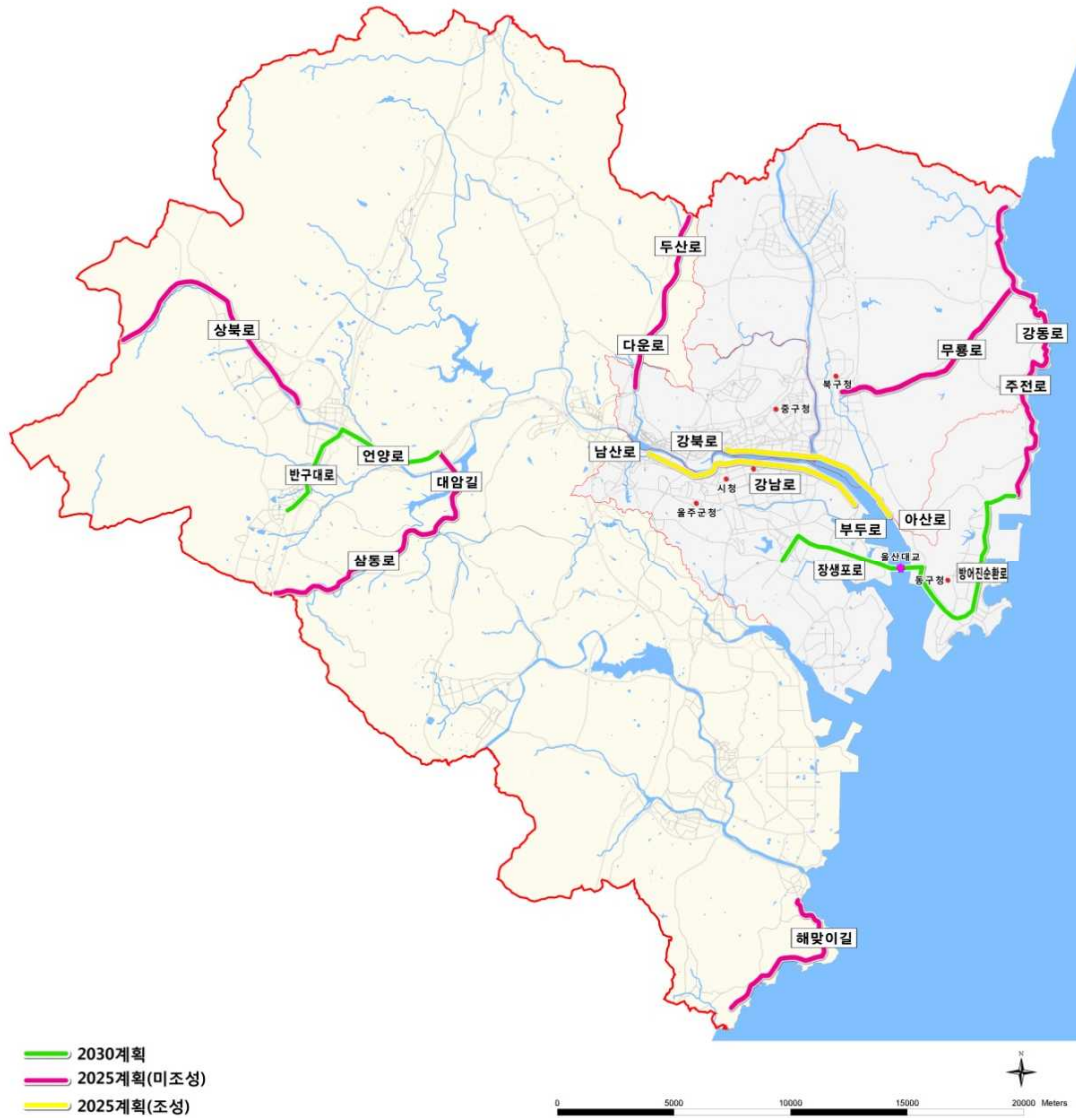 두산로
상북로
다운로
강동로
무룡로
북구청
주전로
중구청
강북로
남산로
언양로
반구대로
대암길
시청
강남로
울주군청
아산로
부두로
울산대교
삼동로
장생포로
동구청
방어진순환로
해맞이길
2030계획
2025계획(미조성)
2025계획(조성)
N
0 5000 10000 15000 20000 Meters